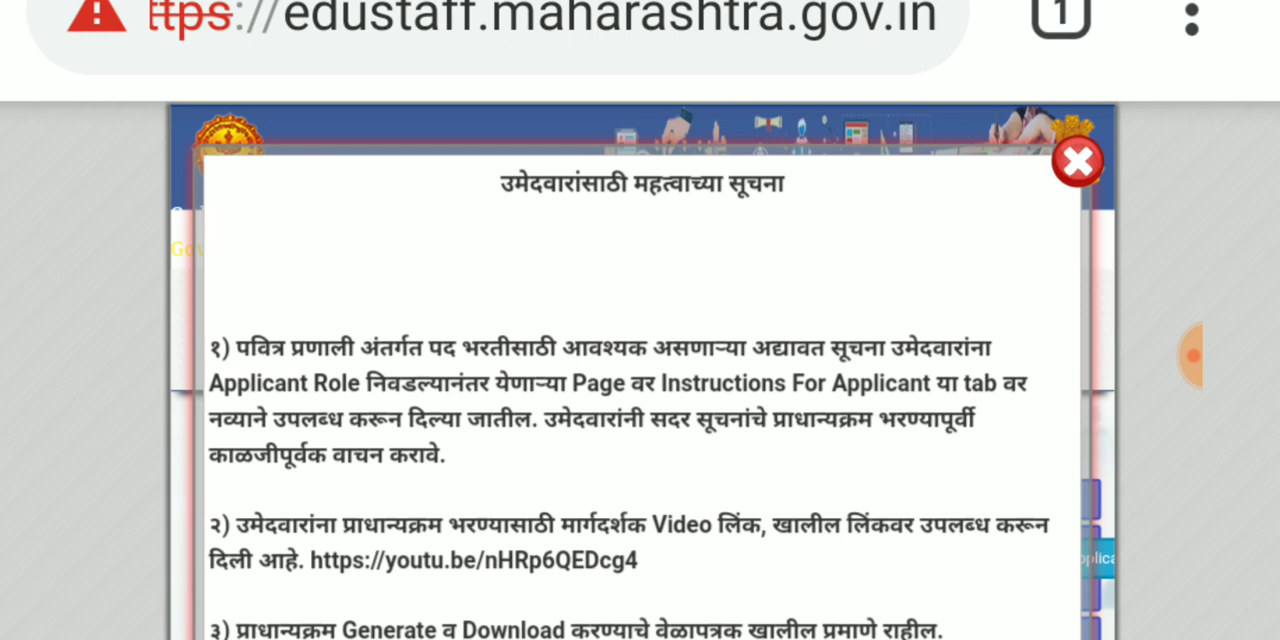 ttps://edustaff.maharashtra.gov.in
1
उमेदवारांसाठी महत्वाच्या सूचना
Gov
१) पवित्र प्रणाली अंतर्गत पद भरतीसाठी आवश्यक असणाऱ्या अद्यावत सूचना उमेदवारांना
Applicant Role निवडल्यानंतर येणाऱ्या Page वर Instructions For Applicant या tab वर
नव्याने उपलब्ध करून दिल्या जातील. उमेदवारांनी सदर सूचनांचे प्राधान्यक्रम भरण्यापूर्वी
काळजीपूर्वक वाचन करावे.
२) उमेदवारांना प्राधान्यक्रम भरण्यासाठी मार्गदर्शक Video लिंक, खालील लिंकवर उपलब्ध करून
दिली आहे. https://youtu.be/nHRp6QEDcg4
pplica
३) प्राधान्यक्रम Generate व Download करण्याचे वेळापत्रक खालील प्रमाणे राहील.